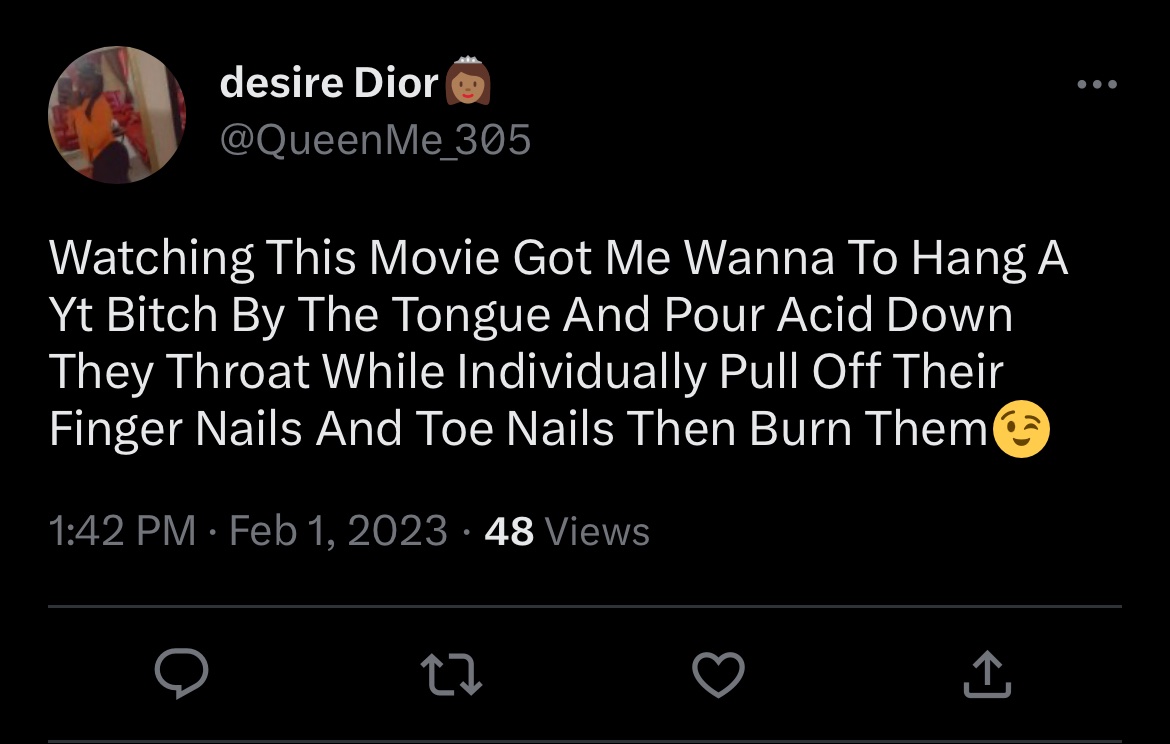 desire Dior👸🏽
@QueenMe_305
Watching This Movie Got Me Wanna To Hang A
Yt Bitch By The Tongue And Pour Acid Down
They Throat While Individually Pull Off Their
Finger Nails And Toe Nails Then Burn Them😉
1:42 PM · Feb 1, 2023 · 48 Views